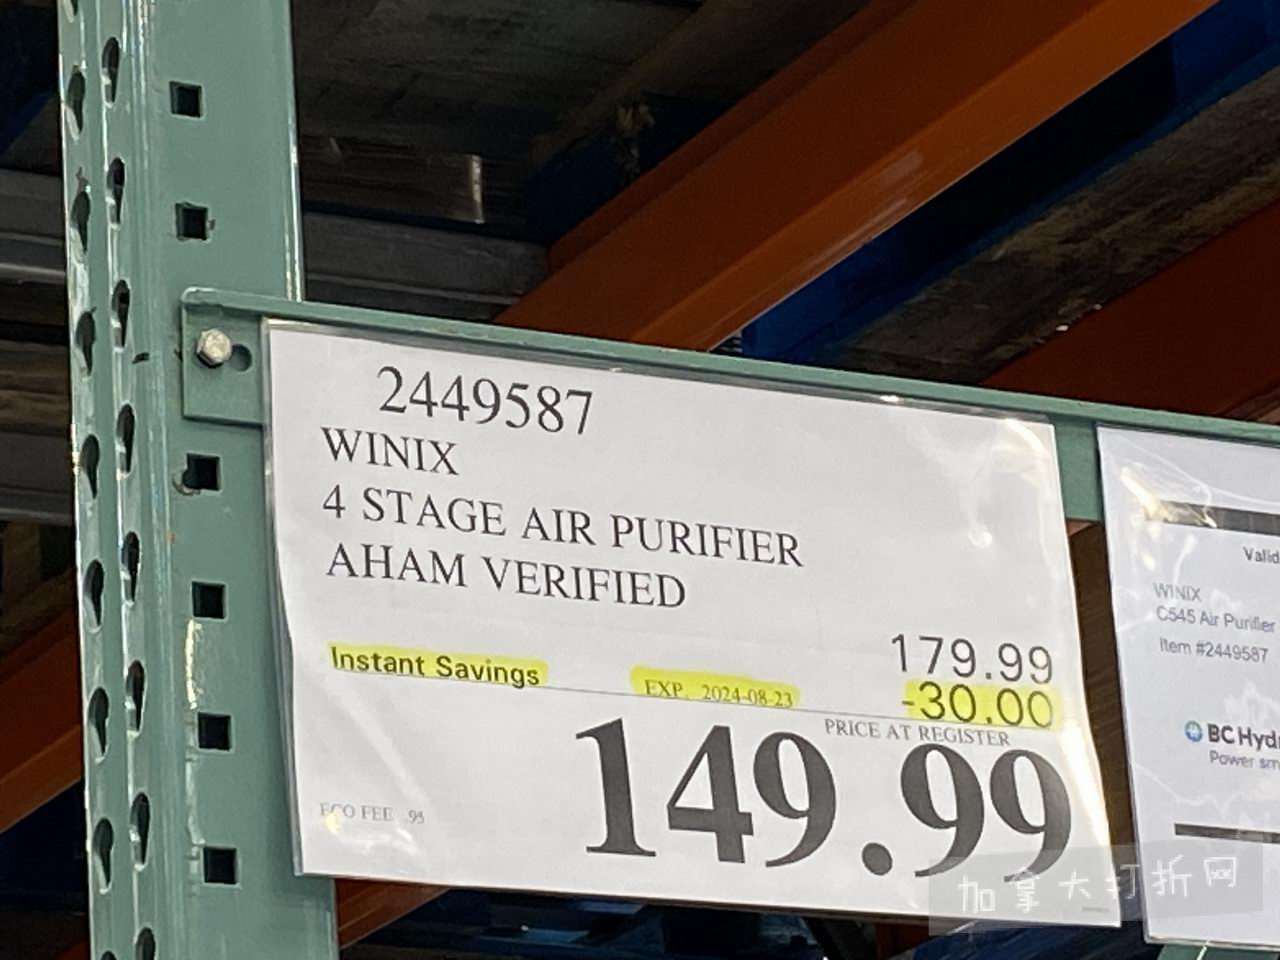 2449587
WINIX
4 STAGE AIR PURIFIER
AHAM VERIFIED
179.99
Instant Savings EXP. 2024-08-23 -30.00
PRICE AT REGISTER
149.99
ECO FEE .95
Valid
WINIX
C545 Air Purifier
Item #2449587
BC Hyd
Power sm
加拿大打折网